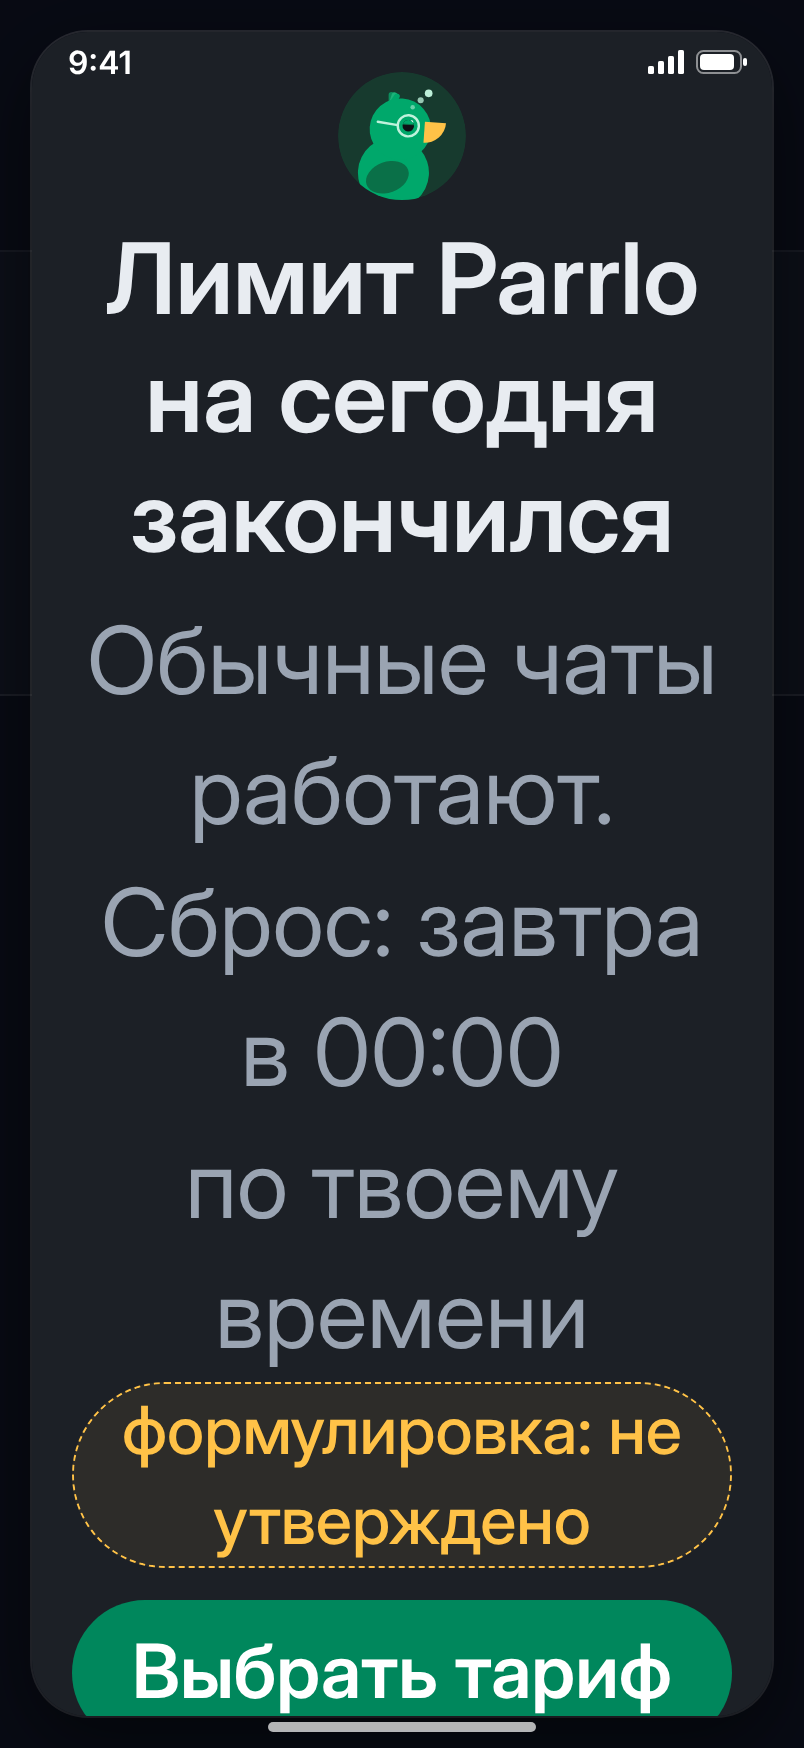 9:41
Лимит Parrlo
на сегодня
закончился
Обычные чаты
работают.
Сброс: завтра
в 00:00
по твоему
времени
формулировка: не
утверждено
Выбрать тариф